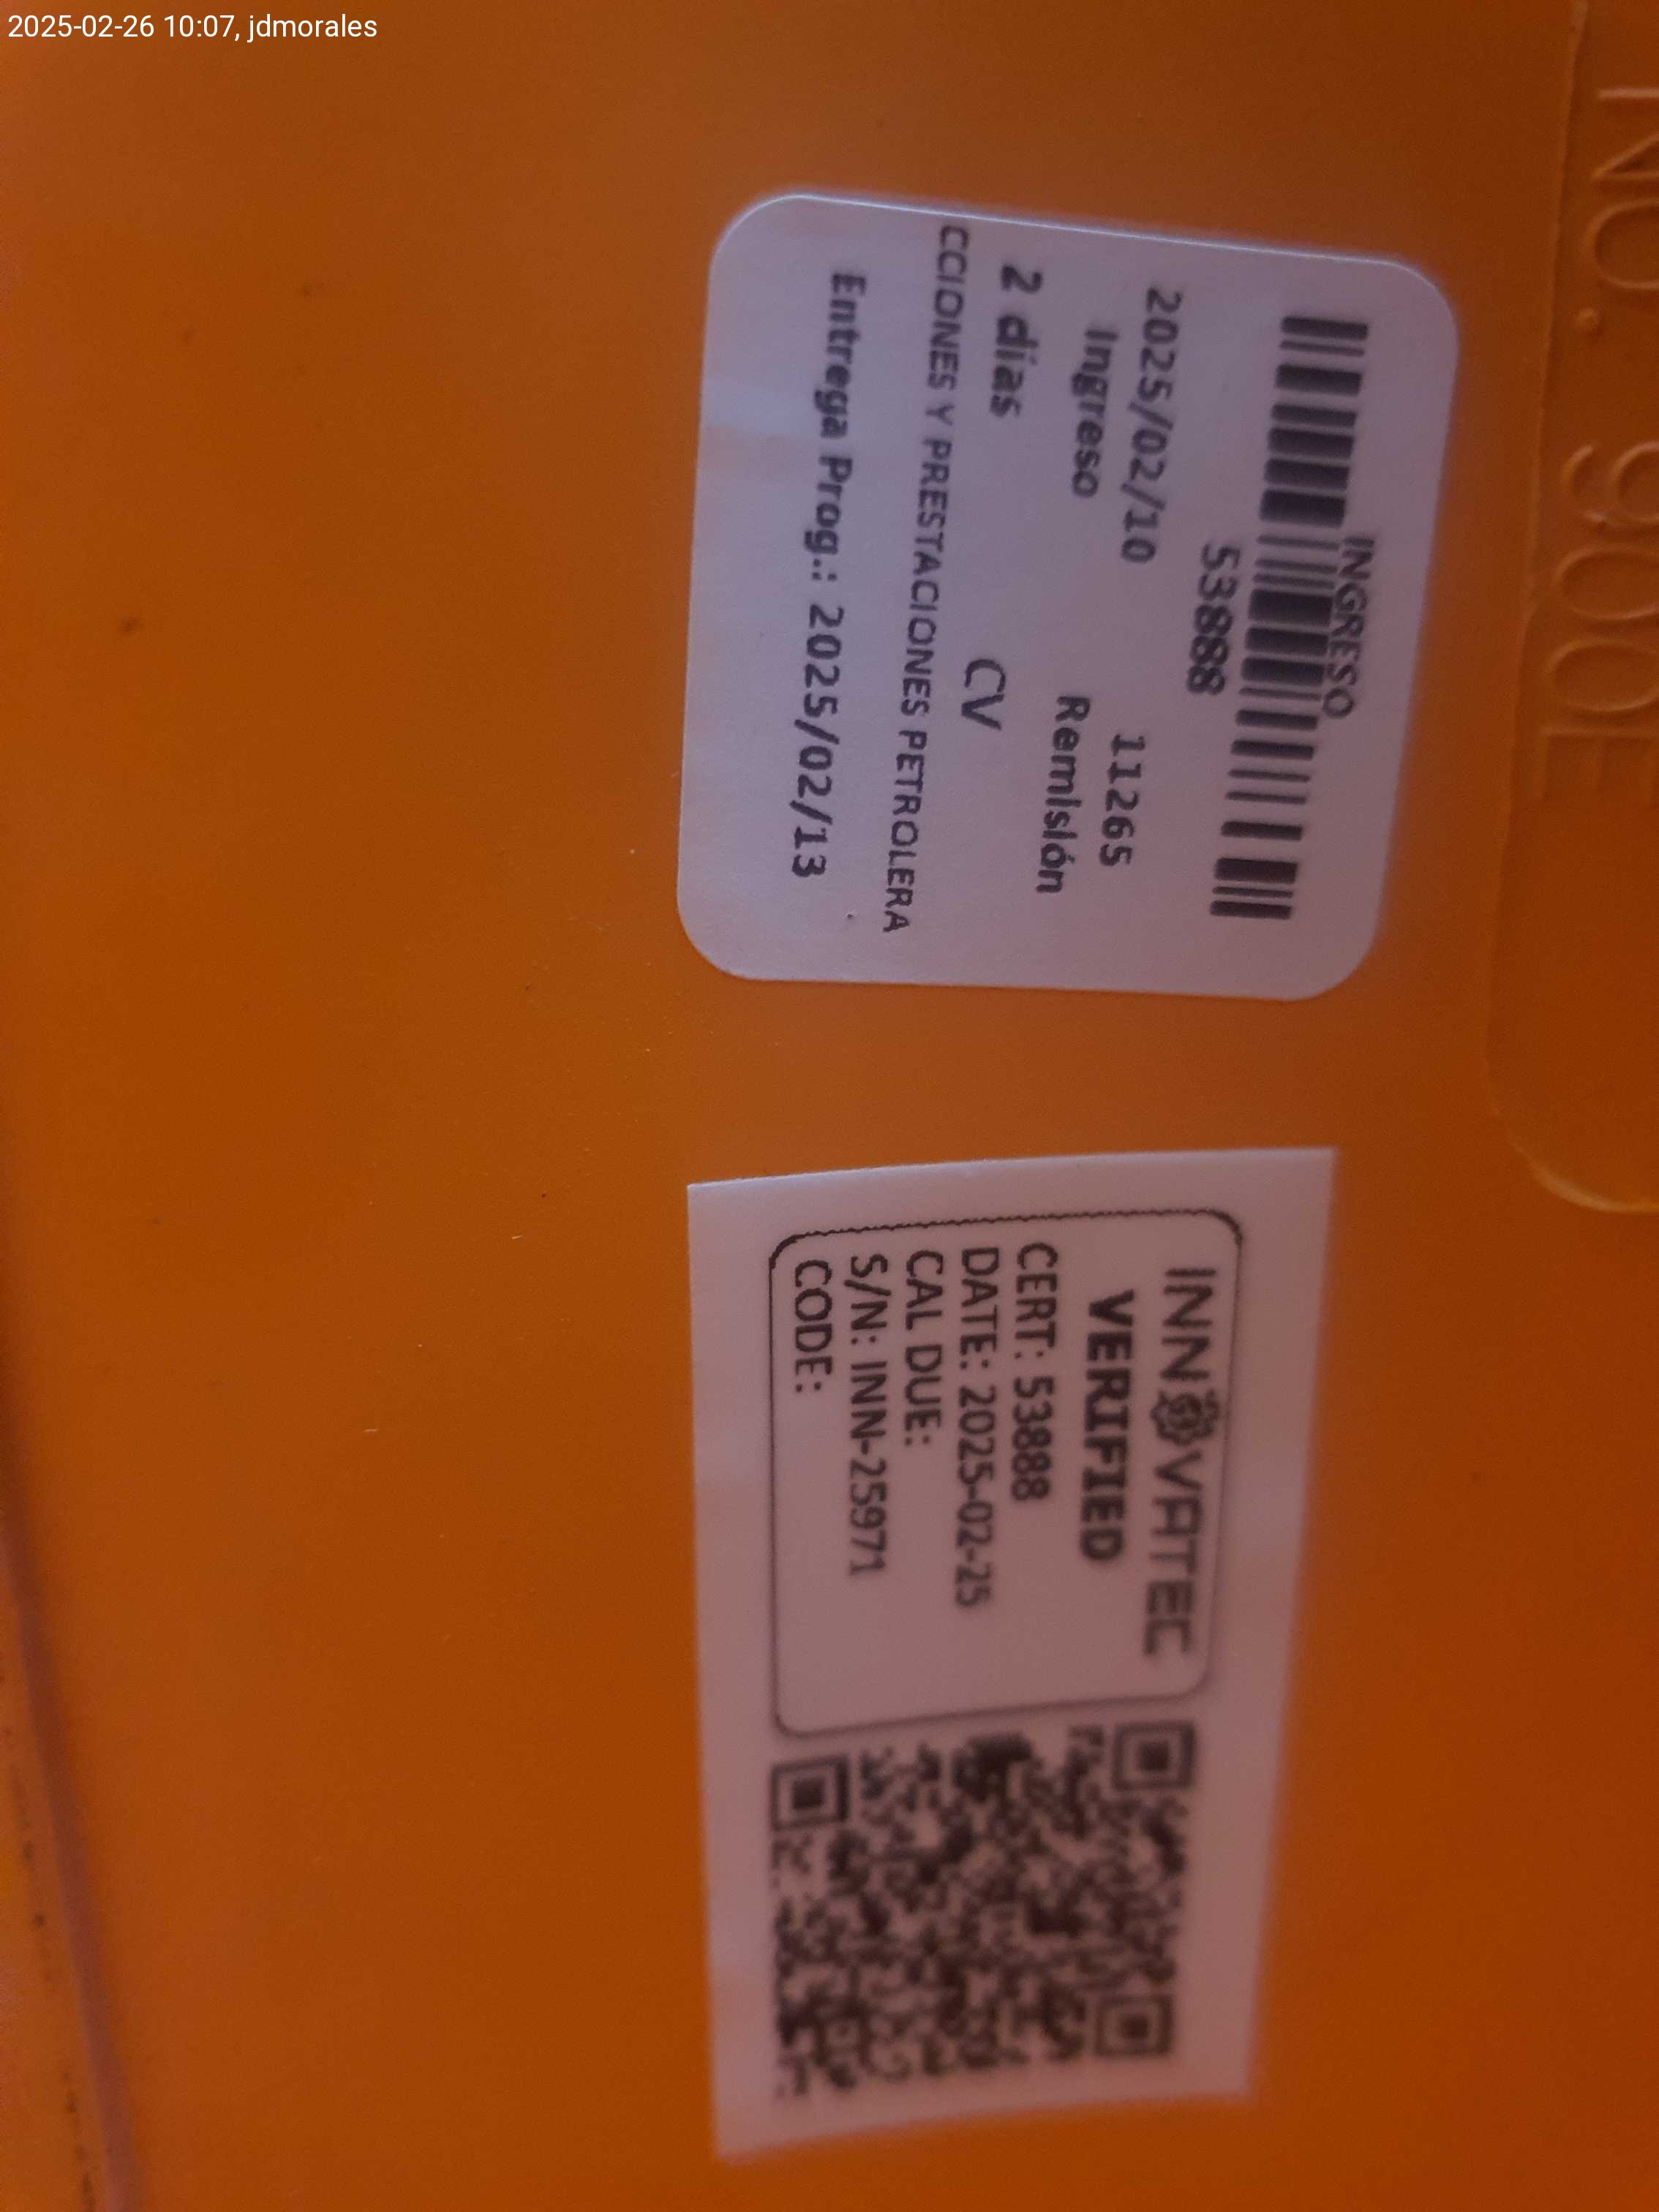 2025-02-26 10:07, jdmorales
NO. 900E
INGRESO
53888
2025/02/10 11265
Ingreso Remisión
2 días CV
CCIONES Y PRESTACIONES PETROLERA
Entrega Prog.: 2025/02/13
INNOVATEC
VERIFIED
CERT: 53888
DATE: 2025-02-25
CAL DUE:
S/N: INN-25971
CODE: